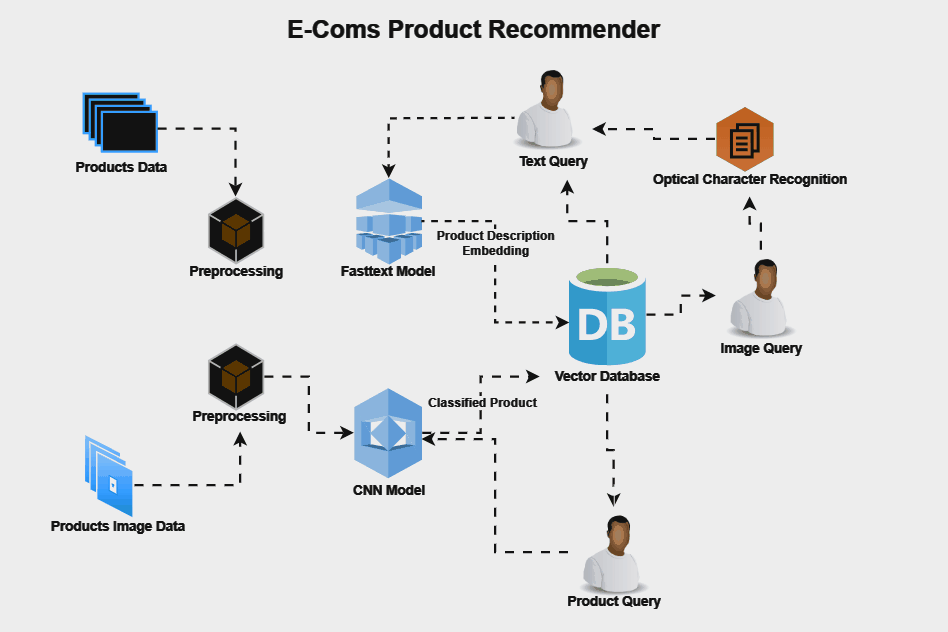 E-Coms Product Recommender
Products Data
Text Query
Optical Character Recognition
Preprocessing
Fasttext Model
Product Description
Embedding
DB
Image Query
Vector Database
Preprocessing
Classified Product
CNN Model
Products Image Data
Product Query